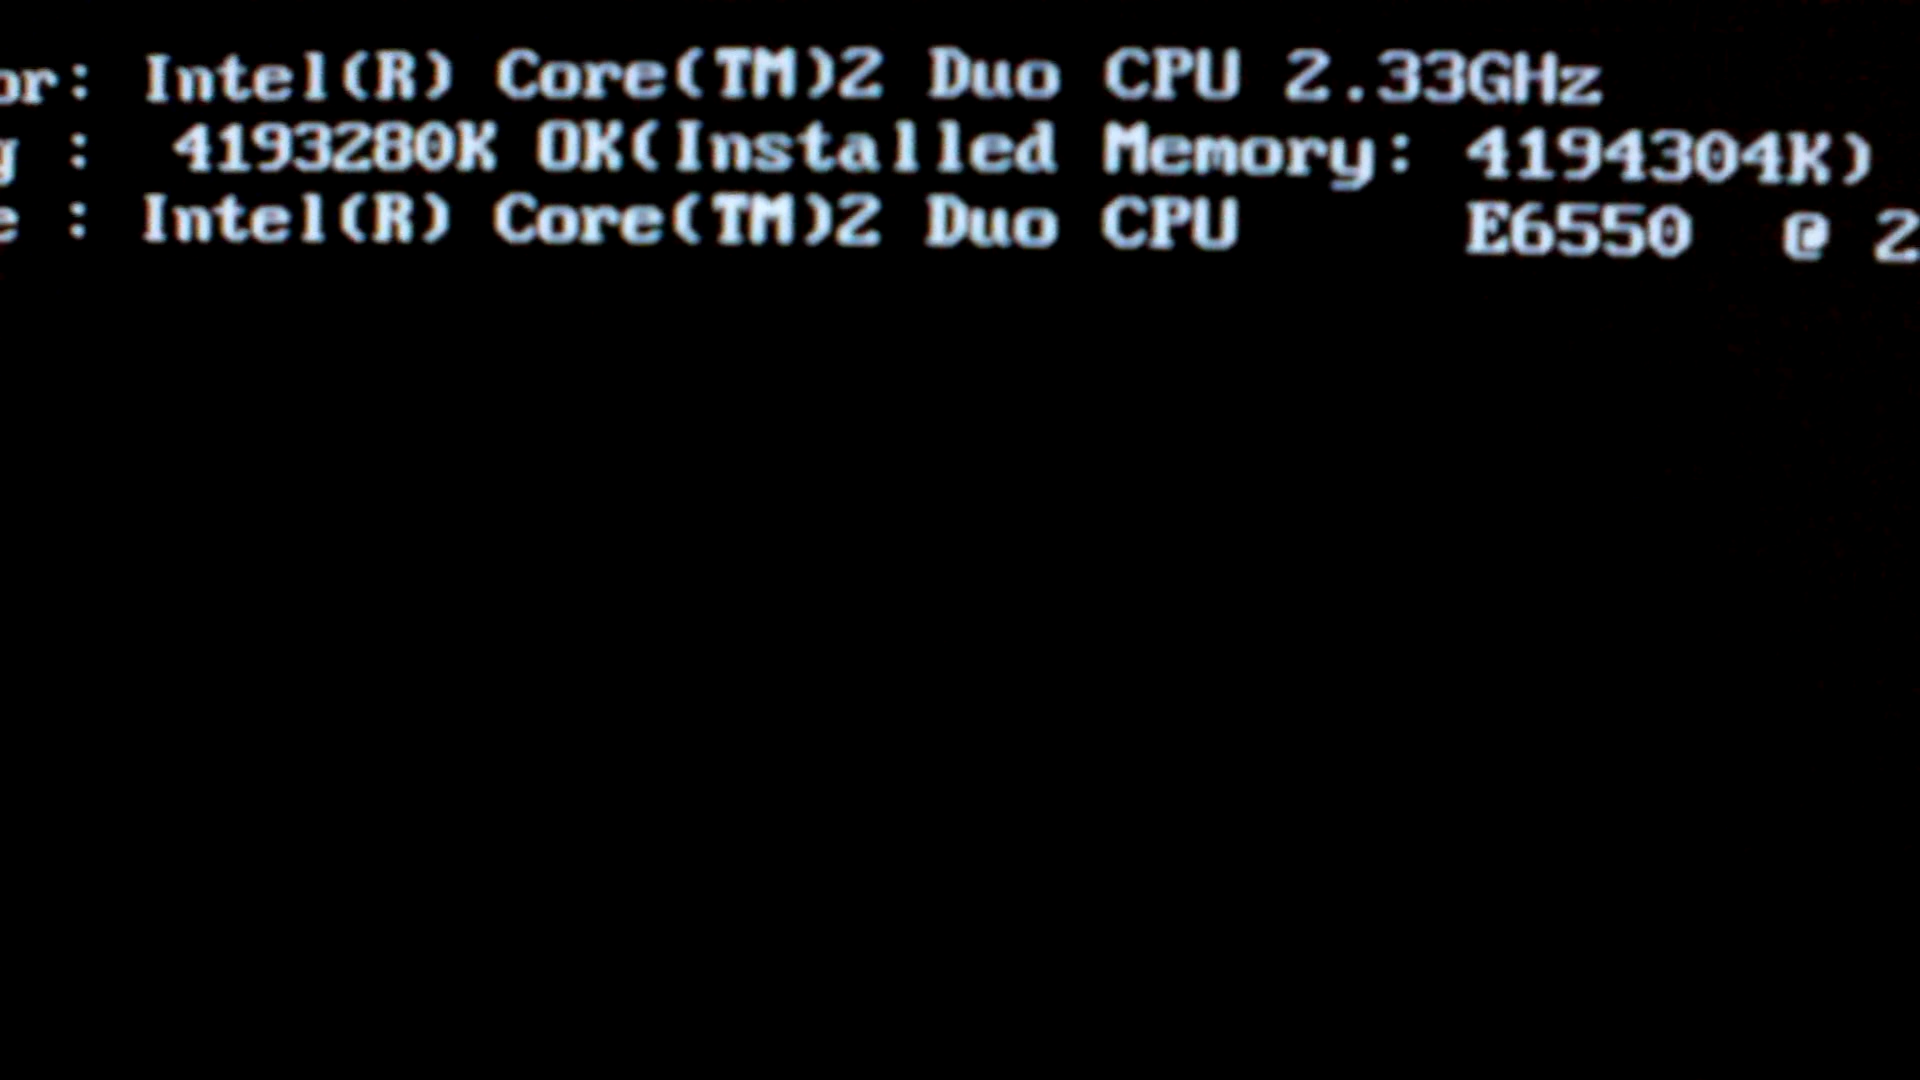 or: Intel(R) Core(TM)2 Duo CPU 2.33GHz
g : 4193280K OK(Installed Memory: 4194304K)
e : Intel(R) Core(TM)2 Duo CPU E6550 @ 2